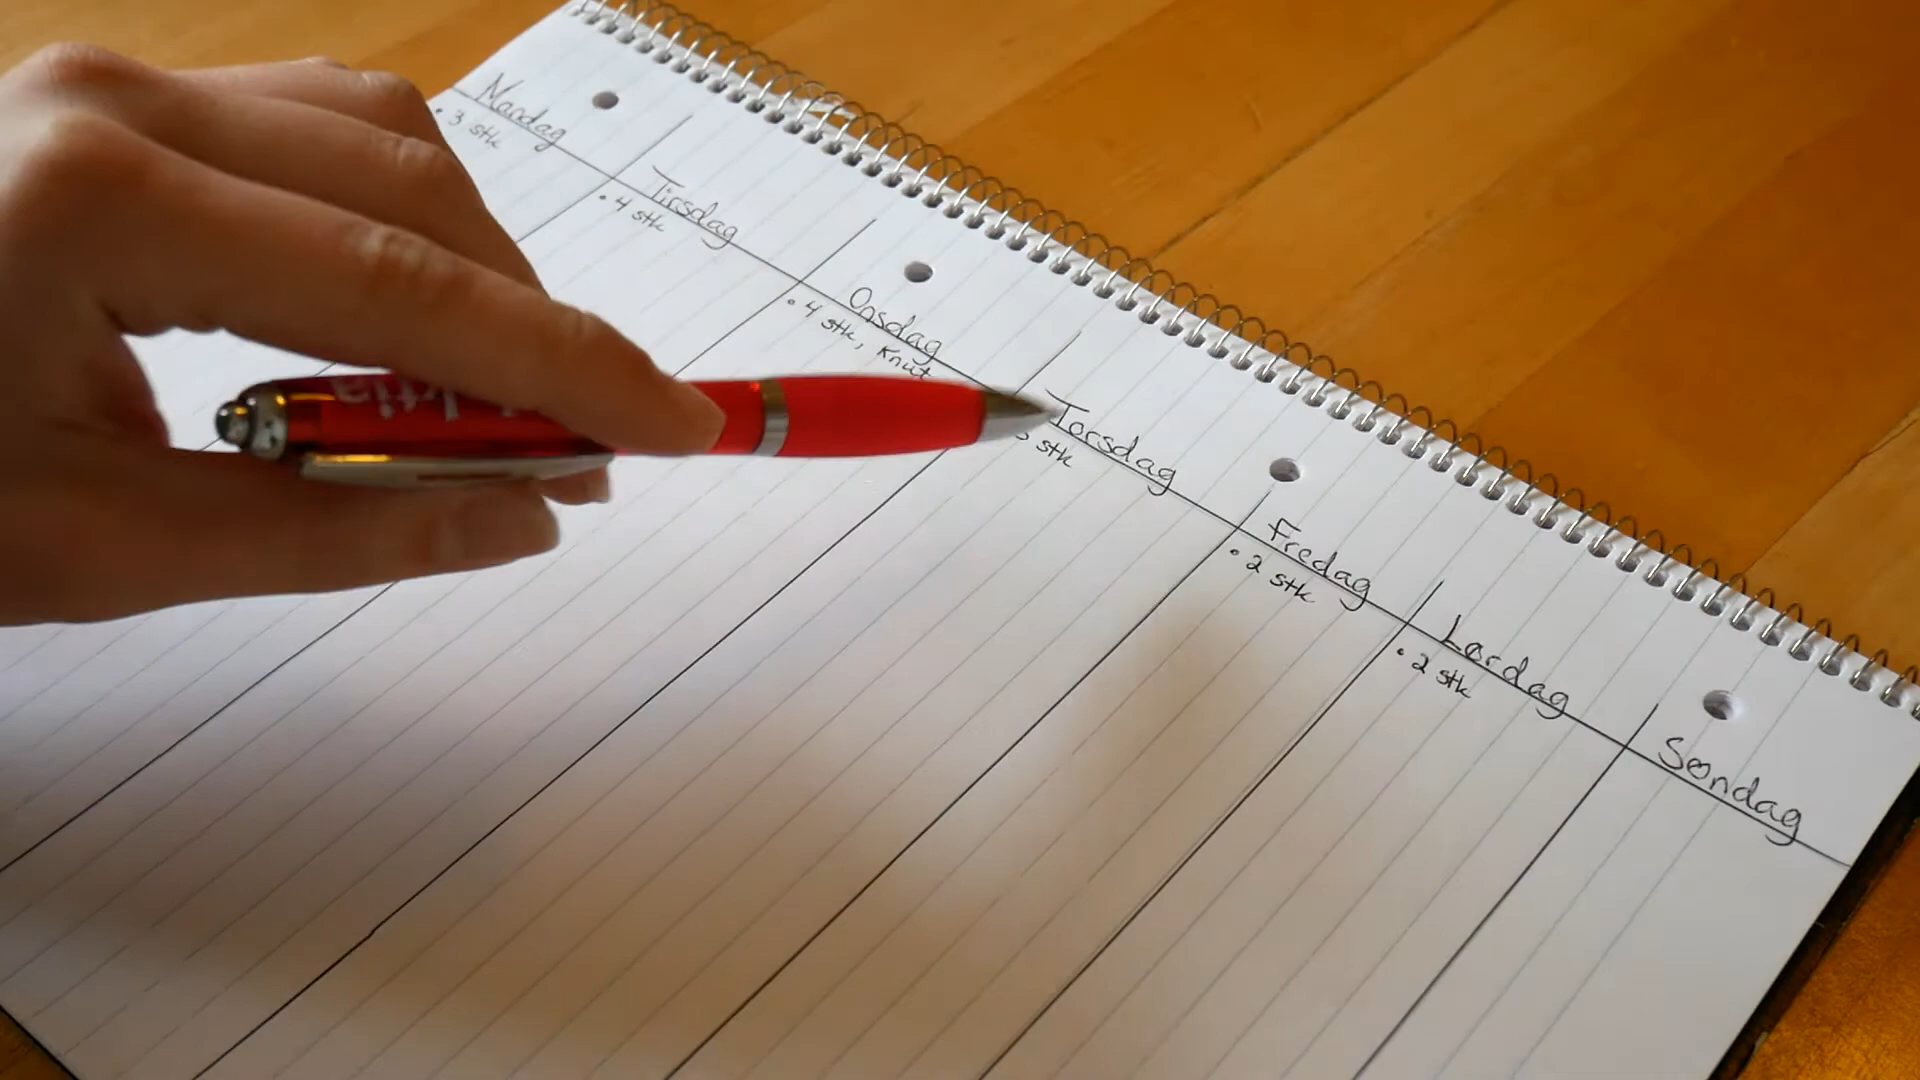 Mandag
• 3 stk
Tirsdag
• 4 stk
Onsdag
• 4 stk, Knut
Torsdag
stk
Fredag
• 2 stk
Lørdag
• 2 stk
Søndag